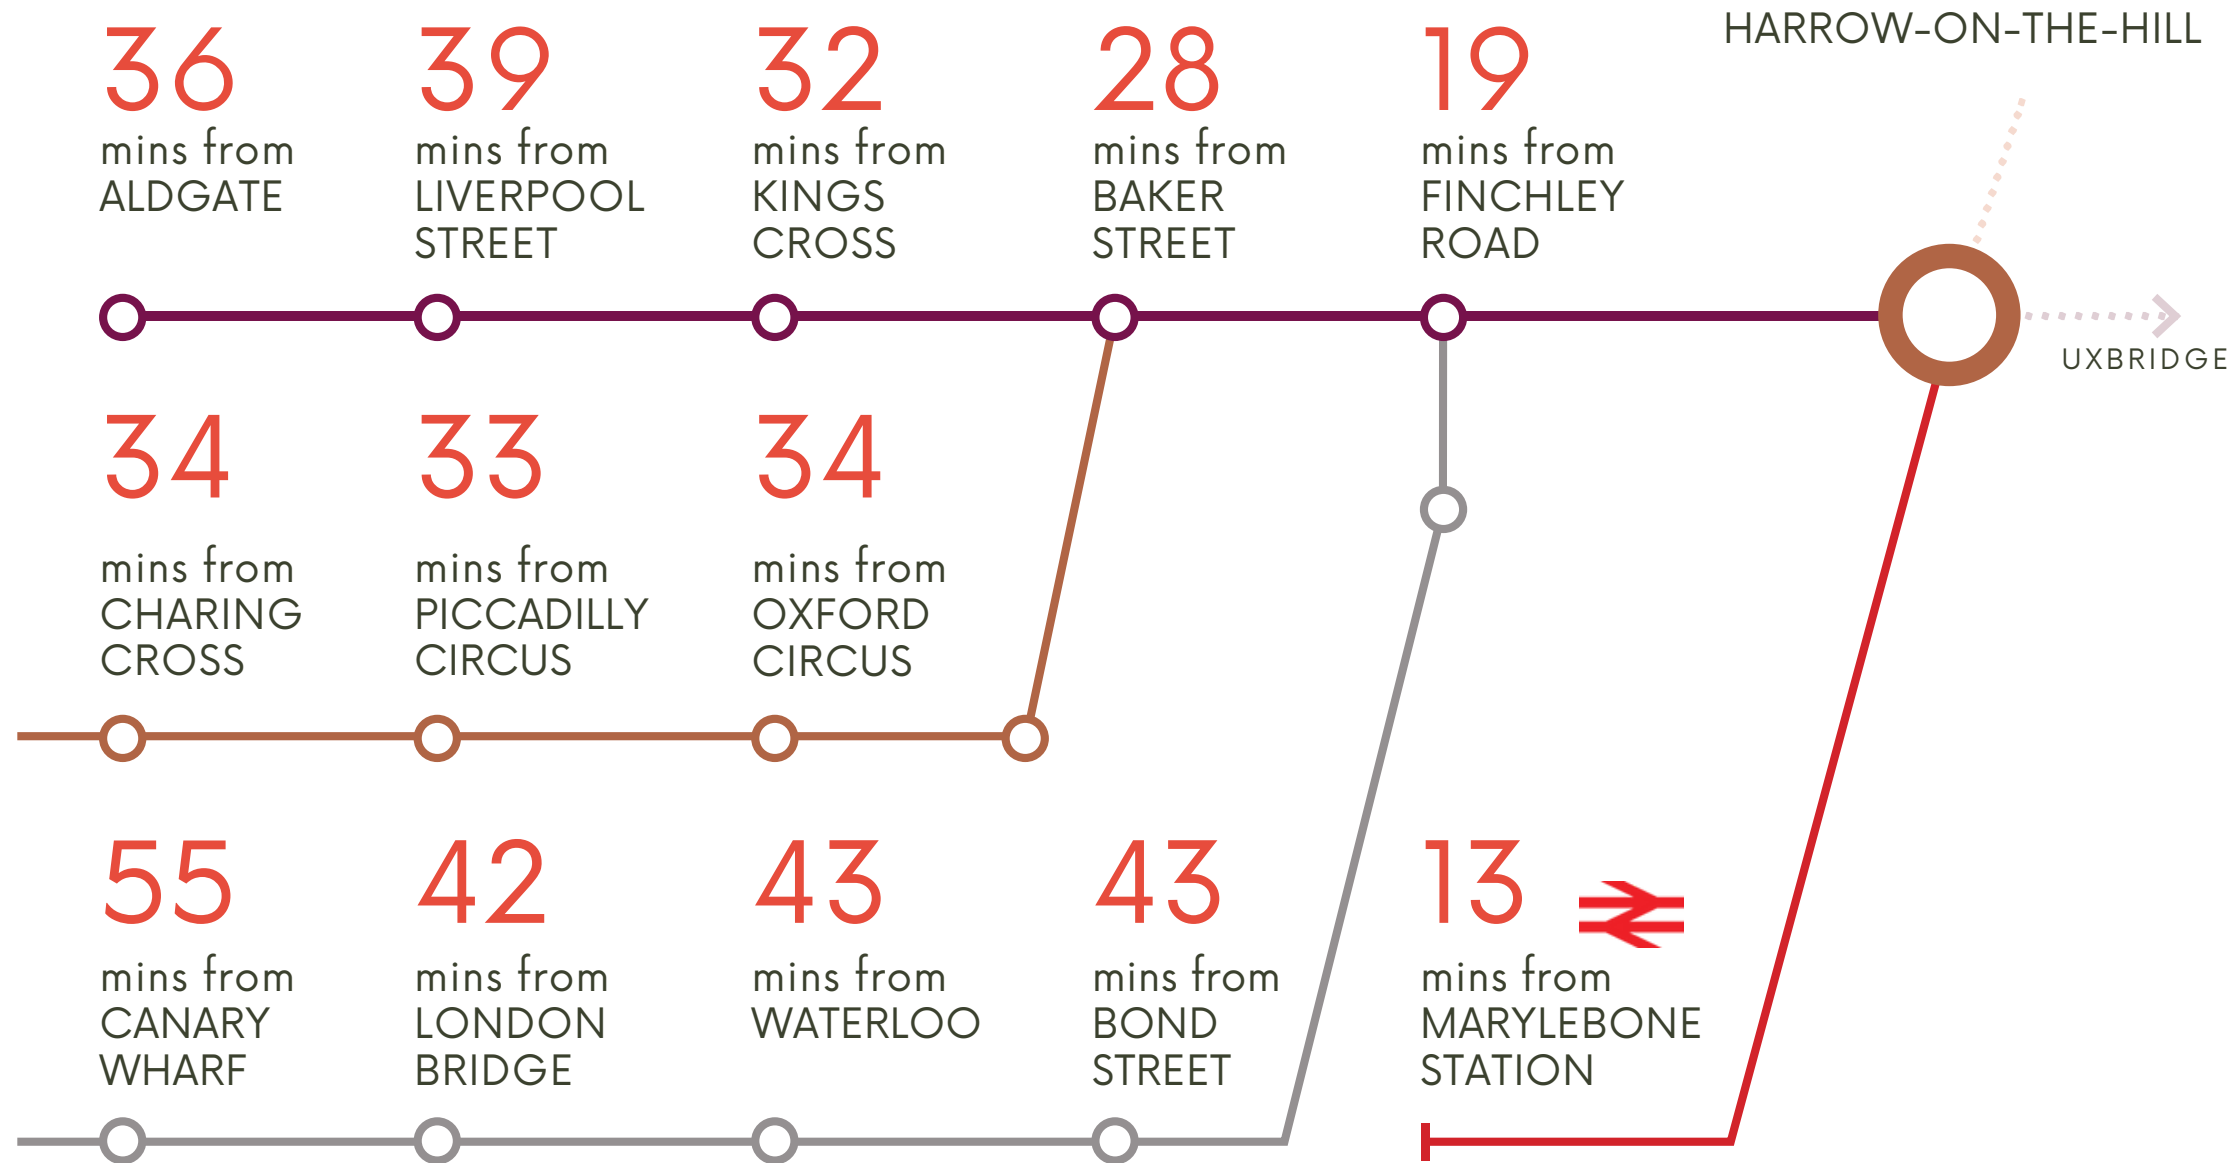 HARROW-ON-THE-HILL
36
mins from
ALDGATE
39
mins from
LIVERPOOL
STREET
32
mins from
KINGS
CROSS
28
mins from
BAKER
STREET
19
mins from
FINCHLEY
ROAD
UXBRIDGE
34
mins from
CHARING
CROSS
33
mins from
PICCADILLY
CIRCUS
34
mins from
OXFORD
CIRCUS
55
mins from
CANARY
WHARF
42
mins from
LONDON
BRIDGE
43
mins from
WATERLOO
43
mins from
BOND
STREET
13
mins from
MARYLEBONE
STATION